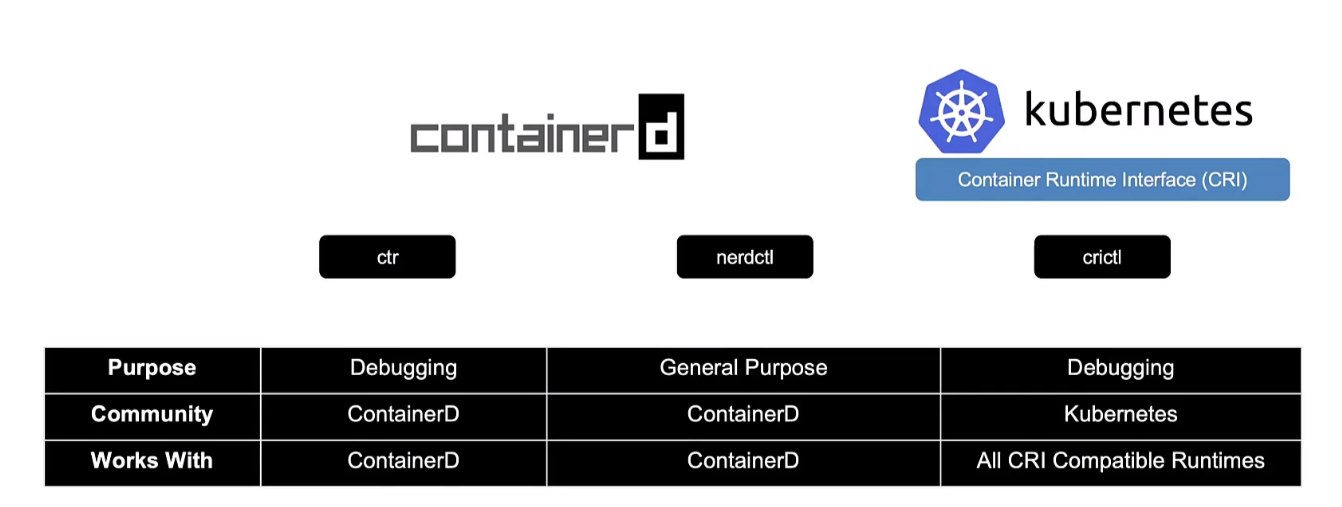 containerd
kubernetes
Container Runtime Interface (CRI)
ctr
nerdctl
crictl
Purpose Debugging General Purpose Debugging
Community ContainerD ContainerD Kubernetes
Works With ContainerD ContainerD All CRI Compatible Runtimes